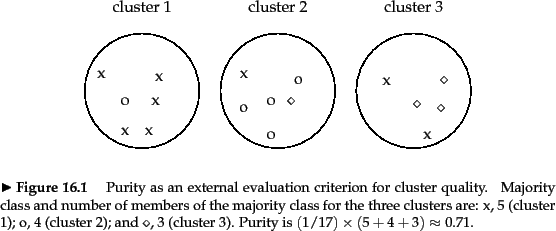 cluster 1 cluster 2 cluster 3
x x x o x ⋄
o x o o ⋄ ⋄ ⋄
x x o x
► Figure 16.1 Purity as an external evaluation criterion for cluster quality. Majority
class and number of members of the majority class for the three clusters are: x, 5 (cluster
1); o, 4 (cluster 2); and ⋄, 3 (cluster 3). Purity is (1/17) × (5 + 4 + 3) ≈ 0.71.